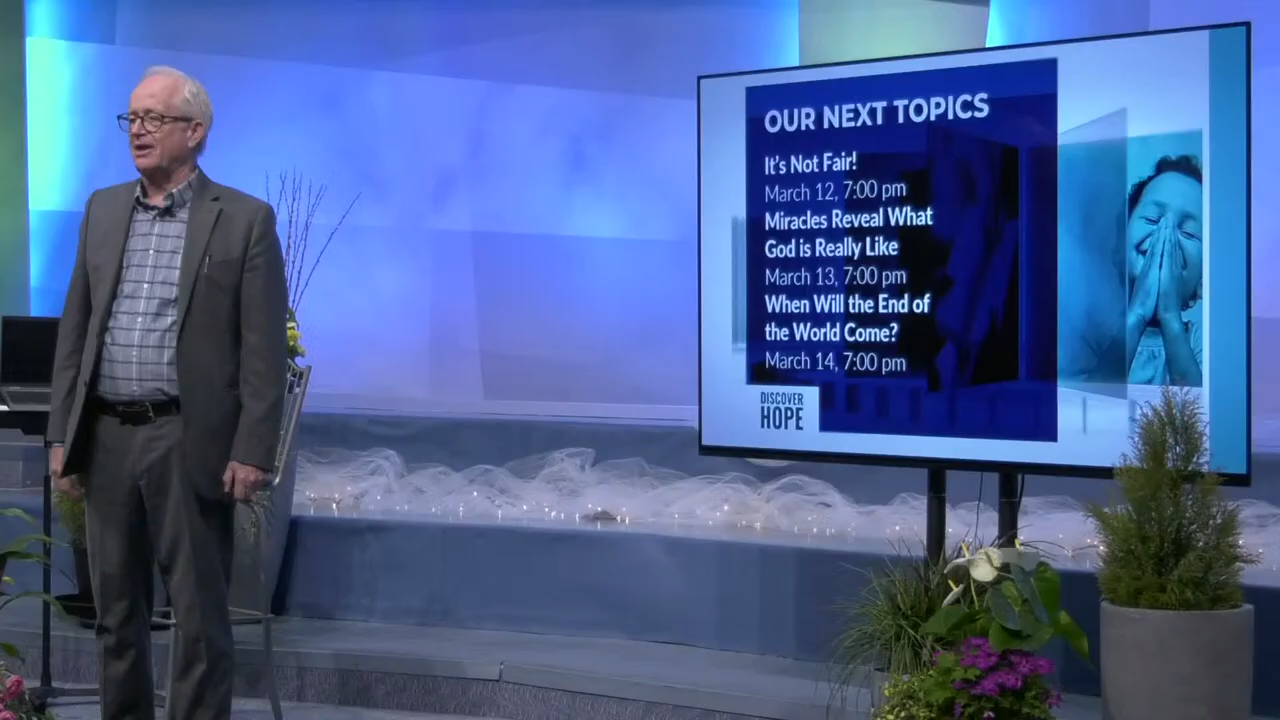 OUR NEXT TOPICS
It's Not Fair!
March 12, 7:00 pm
Miracles Reveal What
God is Really Like
March 13, 7:00 pm
When Will the End of
the World Come?
March 14, 7:00 pm
DISCOVER
HOPE